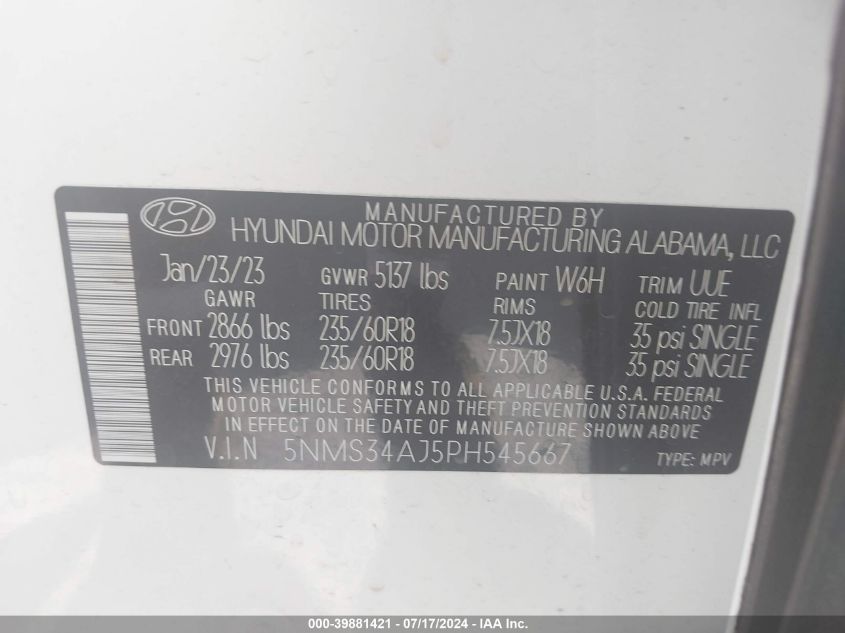 MANUFACTURED BY
HYUNDAI MOTOR MANUFACTURING ALABAMA, LLC
Jan/23/23 GVWR 5137 lbs PAINT W6H TRIM UUE
GAWR TIRES RIMS COLD TIRE INFL
FRONT 2866 lbs 235/60R18 7.5JX18 35 psi SINGLE
REAR 2976 lbs 235/60R18 7.5JX18 35 psi SINGLE
THIS VEHICLE CONFORMS TO ALL APPLICABLE U.S.A. FEDERAL
MOTOR VEHICLE SAFETY AND THEFT PREVENTION STANDARDS
IN EFFECT ON THE DATE OF MANUFACTURE SHOWN ABOVE.
V.I.N 5NMS34AJ5PH545667 TYPE: MPV
000-39881421 - 07/17/2024 - IAA Inc.